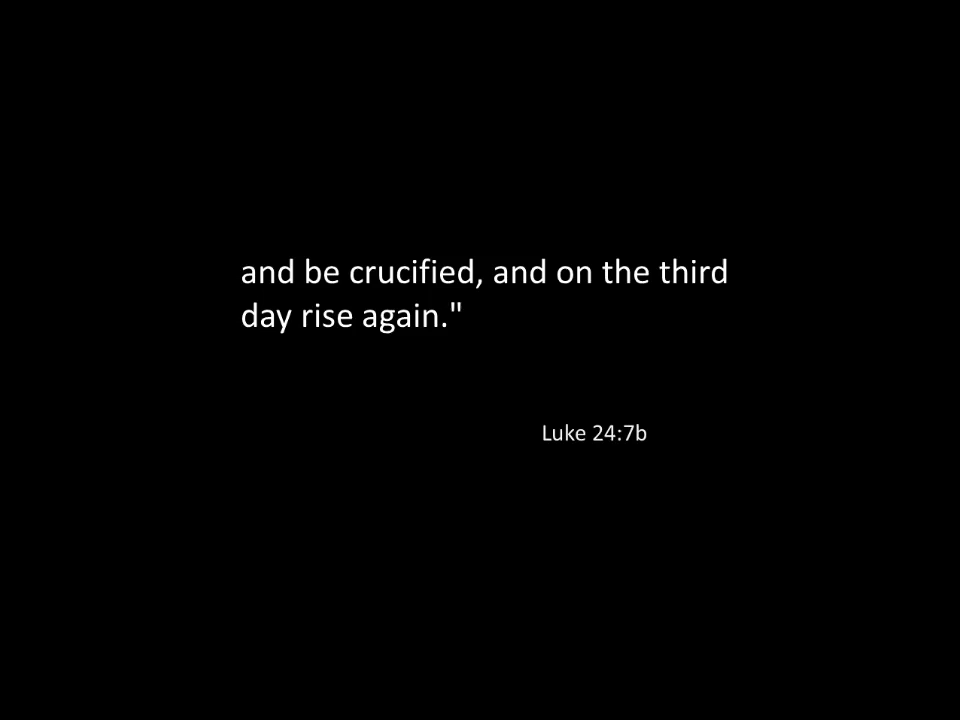 and be crucified, and on the third
day rise again."
Luke 24:7b